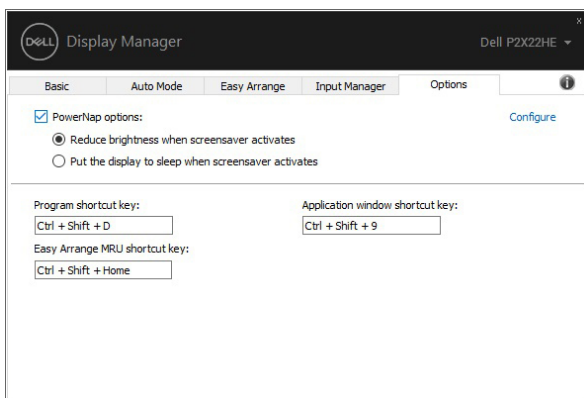 x
DELL Display Manager Dell P2X22HE
Basic Auto Mode Easy Arrange Input Manager Options i
PowerNap options: Configure
Reduce brightness when screensaver activates
Put the display to sleep when screensaver activates
Program shortcut key: Application window shortcut key:
Ctrl + Shift + D Ctrl + Shift + 9
Easy Arrange MRU shortcut key:
Ctrl + Shift + Home